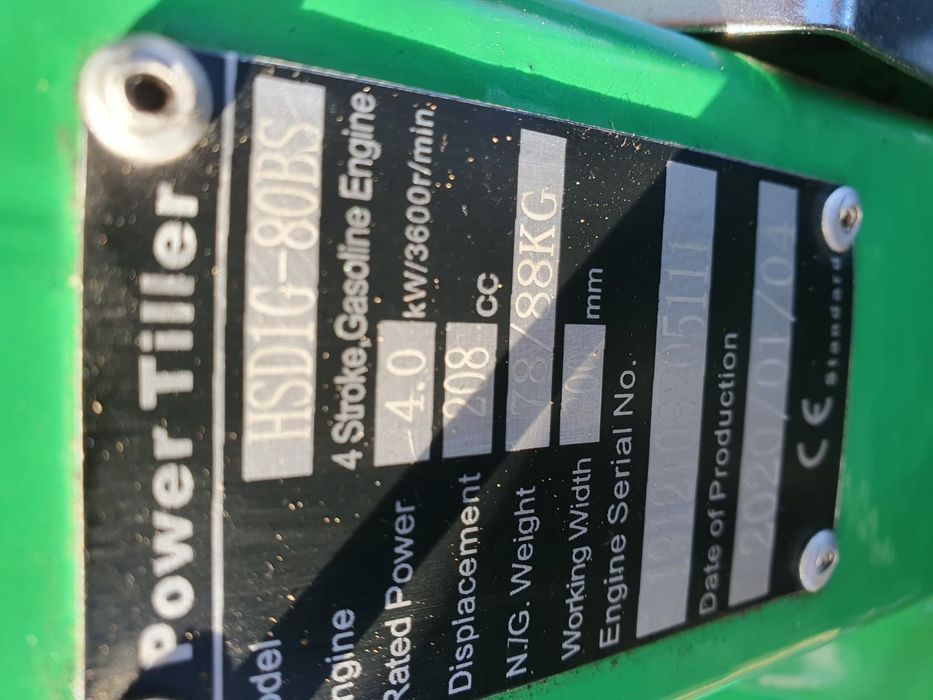 Power Tiller
odel HSD1G-80BS
ngine 4 Stroke,Gasoline Engine
Rated Power 4.0 kW/3600r/min.
Displacement 208 CC
N./G. Weight 78/88KG
Working Width mm
Engine Serial No.
Date of Production
2020/01/04
CE Standard